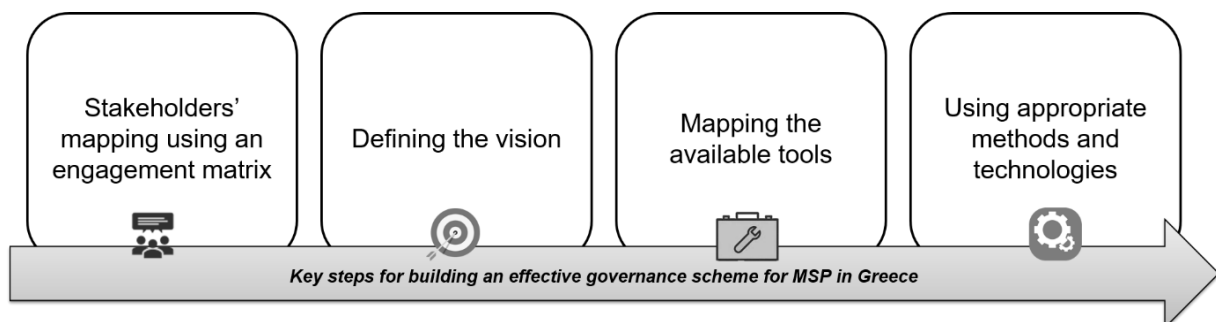 Stakeholders'
mapping using an
engagement matrix
Defining the vision
Mapping the
available tools
Using appropriate
methods and
technologies
Key steps for building an effective governance scheme for MSP in Greece